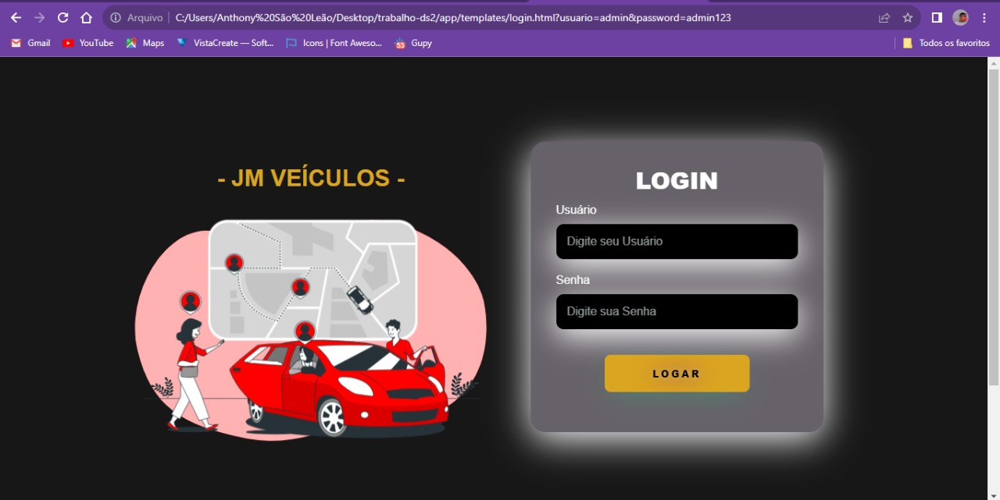 Arquivo C:/Users/Anthony%20São%20Leão/Desktop/trabalho-ds2/app/templates/login.html?usuario=admin&password=admin123
Gmail YouTube Maps VistaCreate — Soft... Icons | Font Aweso... 53 Gupy Todos os favoritos
- JM VEÍCULOS -
LOGIN
Usuário
Digite seu Usuário
Senha
Digite sua Senha
LOGAR